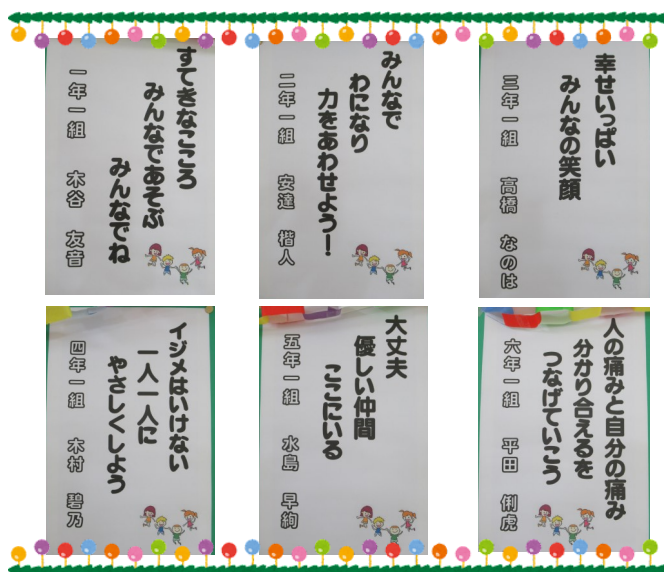 すてきなこころ
みんなであそぶ
みんなでね
一年一組 木谷 友音
みんなで
わになり
力をあわせよう！
二年一組 安達 楷人
幸せいっぱい
みんなの笑顔
三年一組 高橋 なのは
イジメはいけない
一人一人に
やさしくしよう
四年一組 木村 碧乃
大丈夫
優しい仲間
ここにいる
五年一組 水島 早絢
人の痛みと自分の痛み
分かり合えるを
つなげていこう
六年一組 平田 俐虎